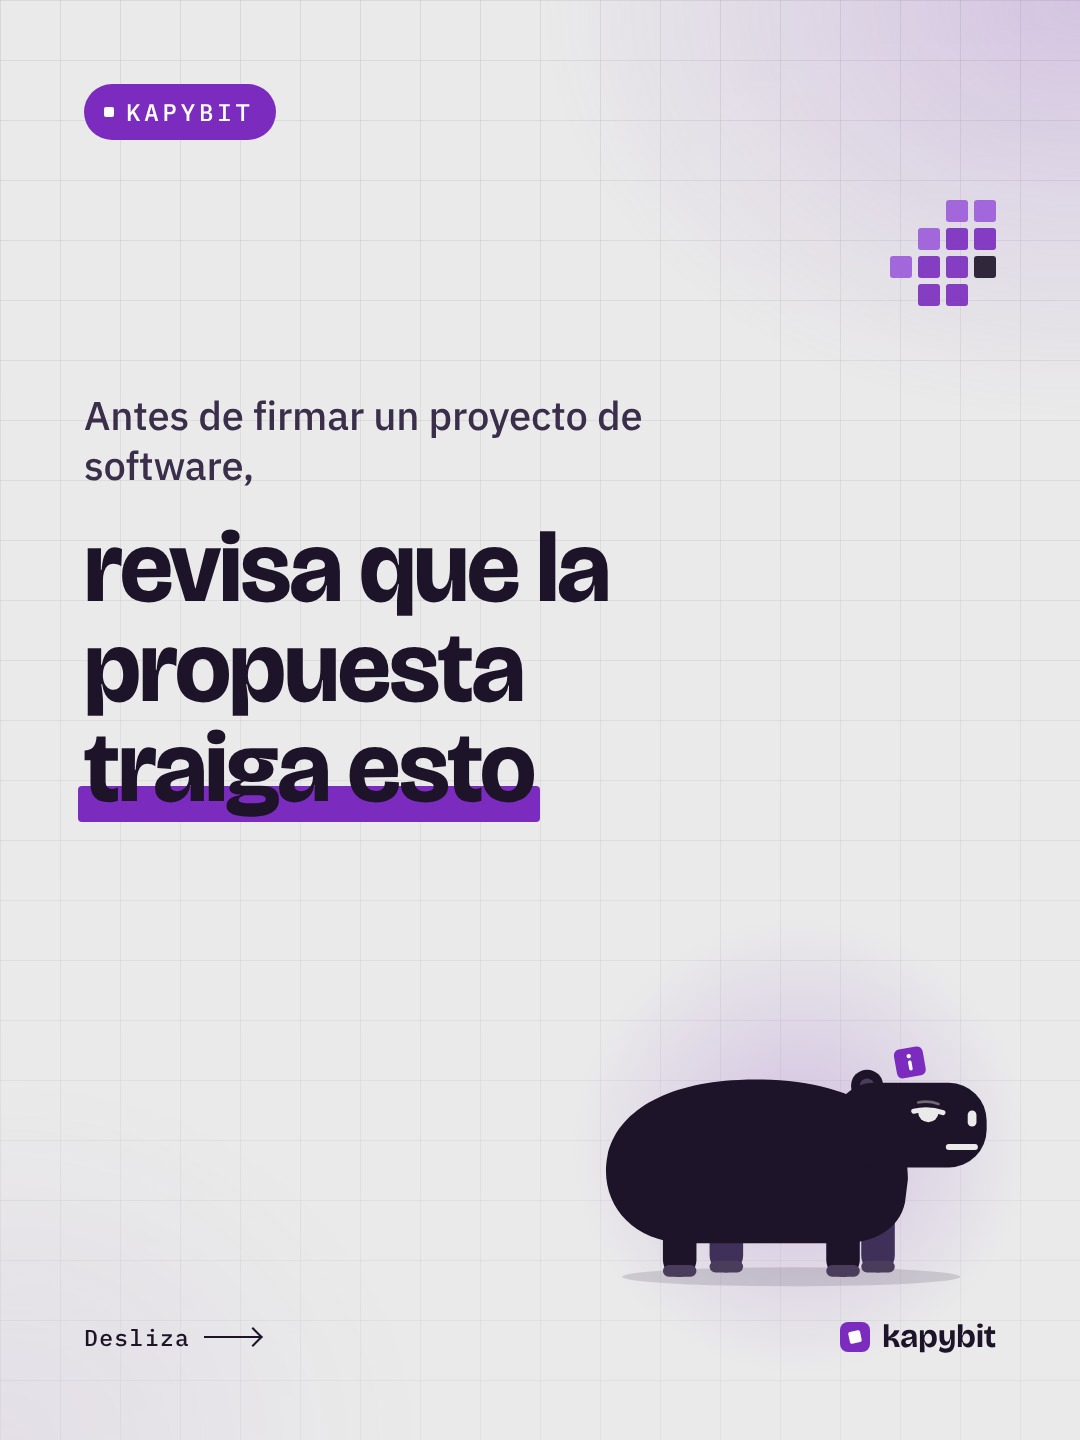 KAPYBIT
Antes de firmar un proyecto de
software,
revisa que la
propuesta
traiga esto
i
Desliza
kapybit